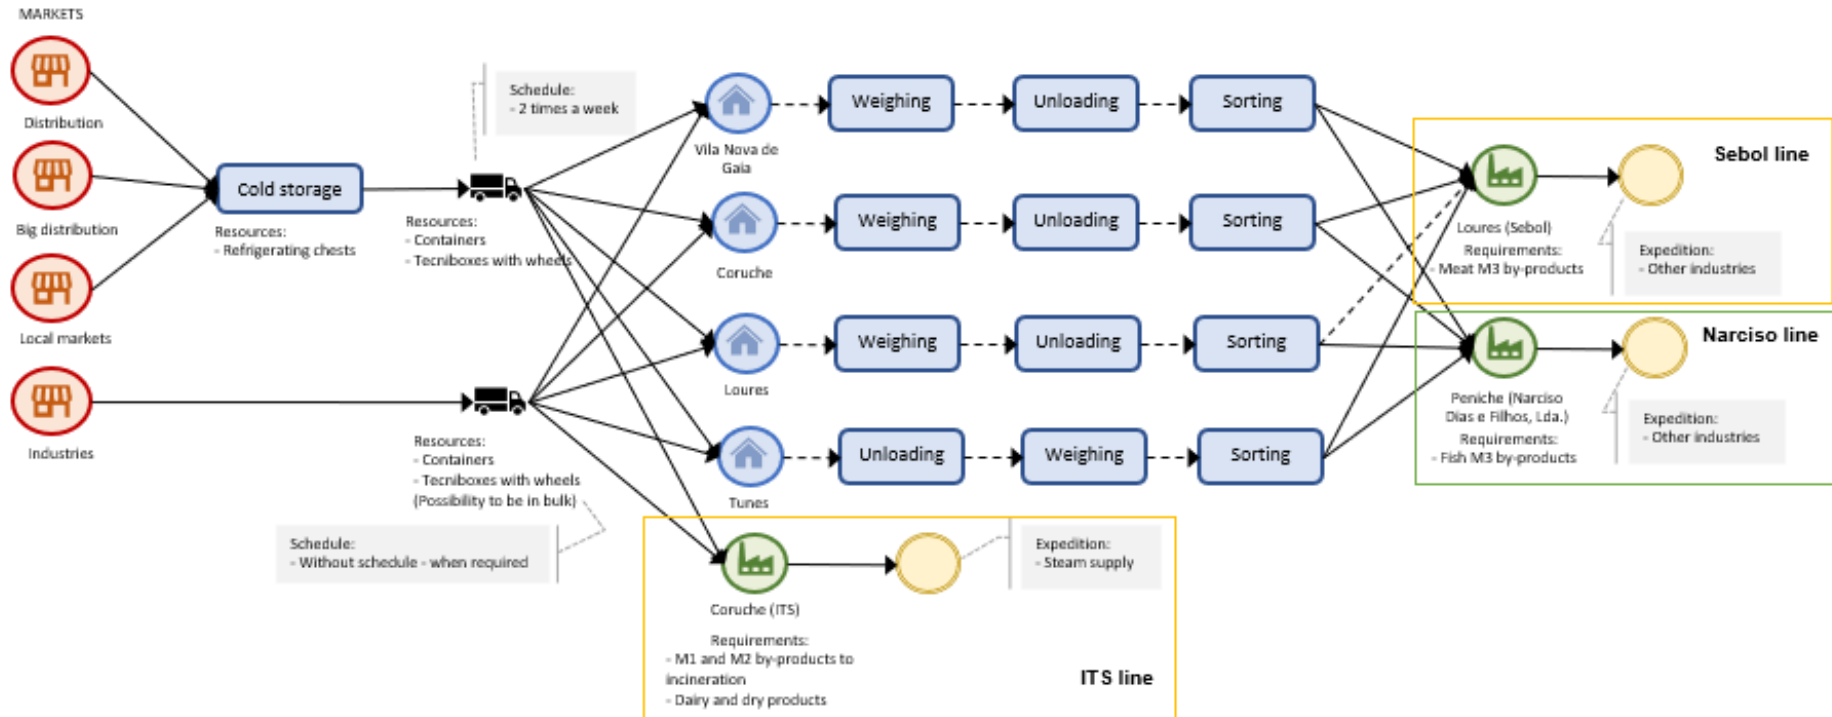 MARKETS
Distribution
Big distribution
Local markets
Industries
Cold storage
Resources:
- Refrigerating chests
Schedule:
- 2 times a week
Resources:
- Containers
- Tecniboxes with wheels
Resources:
- Containers
- Tecniboxes with wheels
(Possibility to be in bulk)
Schedule:
- Without schedule - when required
Vila Nova de
Gaia
Weighing
Unloading
Sorting
Coruche
Weighing
Unloading
Sorting
Loures
Weighing
Unloading
Sorting
Tunes
Unloading
Weighing
Sorting
Sebol line
Loures (Sebol)
Requirements:
- Meat M3 by-products
Expedition:
- Other industries
Narciso line
Peniche (Narciso
Dias e Filhos, Lda.)
Requirements:
- Fish M3 by-products
Expedition:
- Other industries
Coruche (ITS)
Requirements:
- M1 and M2 by-products to
incineration
- Dairy and dry products
Expedition:
- Steam supply
ITS line